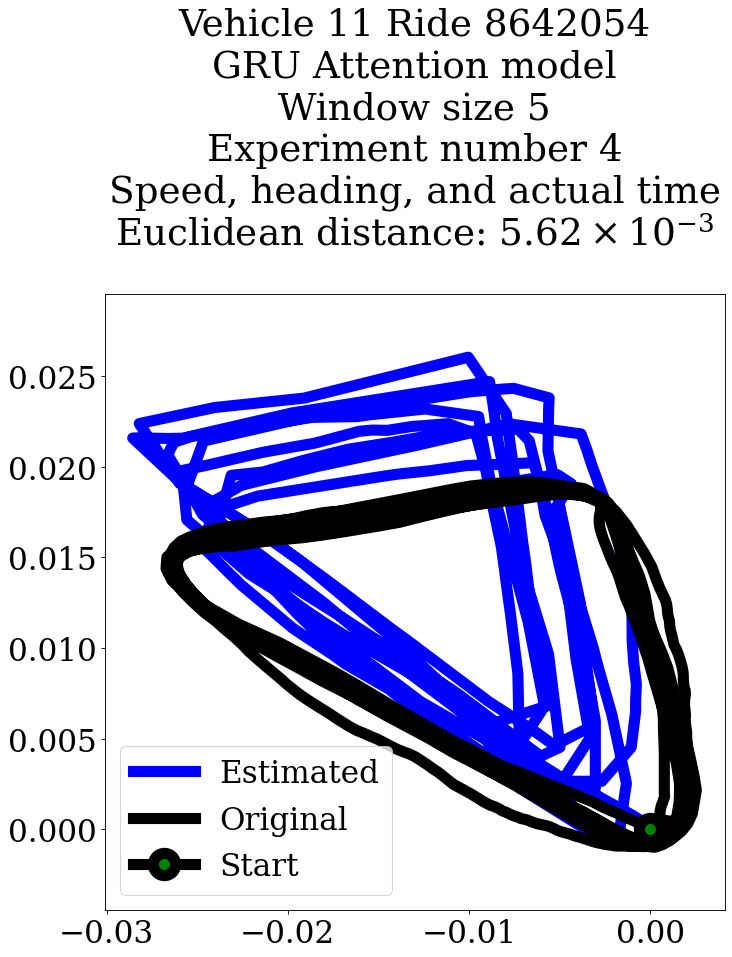 Vehicle 11 Ride 8642054
GRU Attention model
Window size 5
Experiment number 4
Speed, heading, and actual time
Euclidean distance: 5.62 × 10⁻³
0.025
0.020
0.015
0.010
0.005
0.000
Estimated
Original
Start
−0.03 −0.02 −0.01 0.00